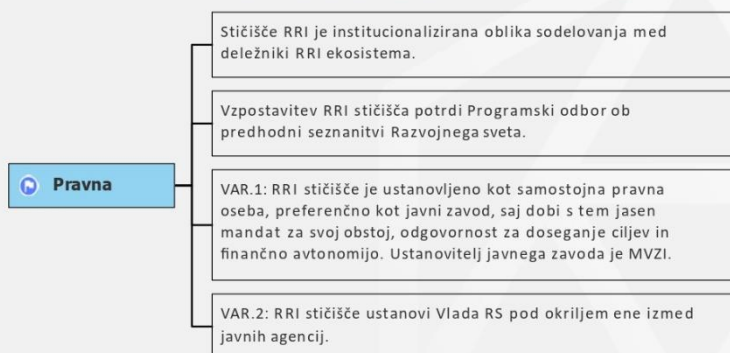 Pravna
Stičišče RRI je institucionalizirana oblika sodelovanja med
deležniki RRI ekosistema.
Vzpostavitev RRI stičišča potrdi Programski odbor ob
predhodni seznanitvi Razvojnega sveta.
VAR.1: RRI stičišče je ustanovljeno kot samostojna pravna
oseba, preferenčno kot javni zavod, saj dobi s tem jasen
mandat za svoj obstoj, odgovornost za doseganje ciljev in
finančno avtonomijo. Ustanovitelj javnega zavoda je MVZI.
VAR.2: RRI stičišče ustanovi Vlada RS pod okriljem ene izmed
javnih agencij.